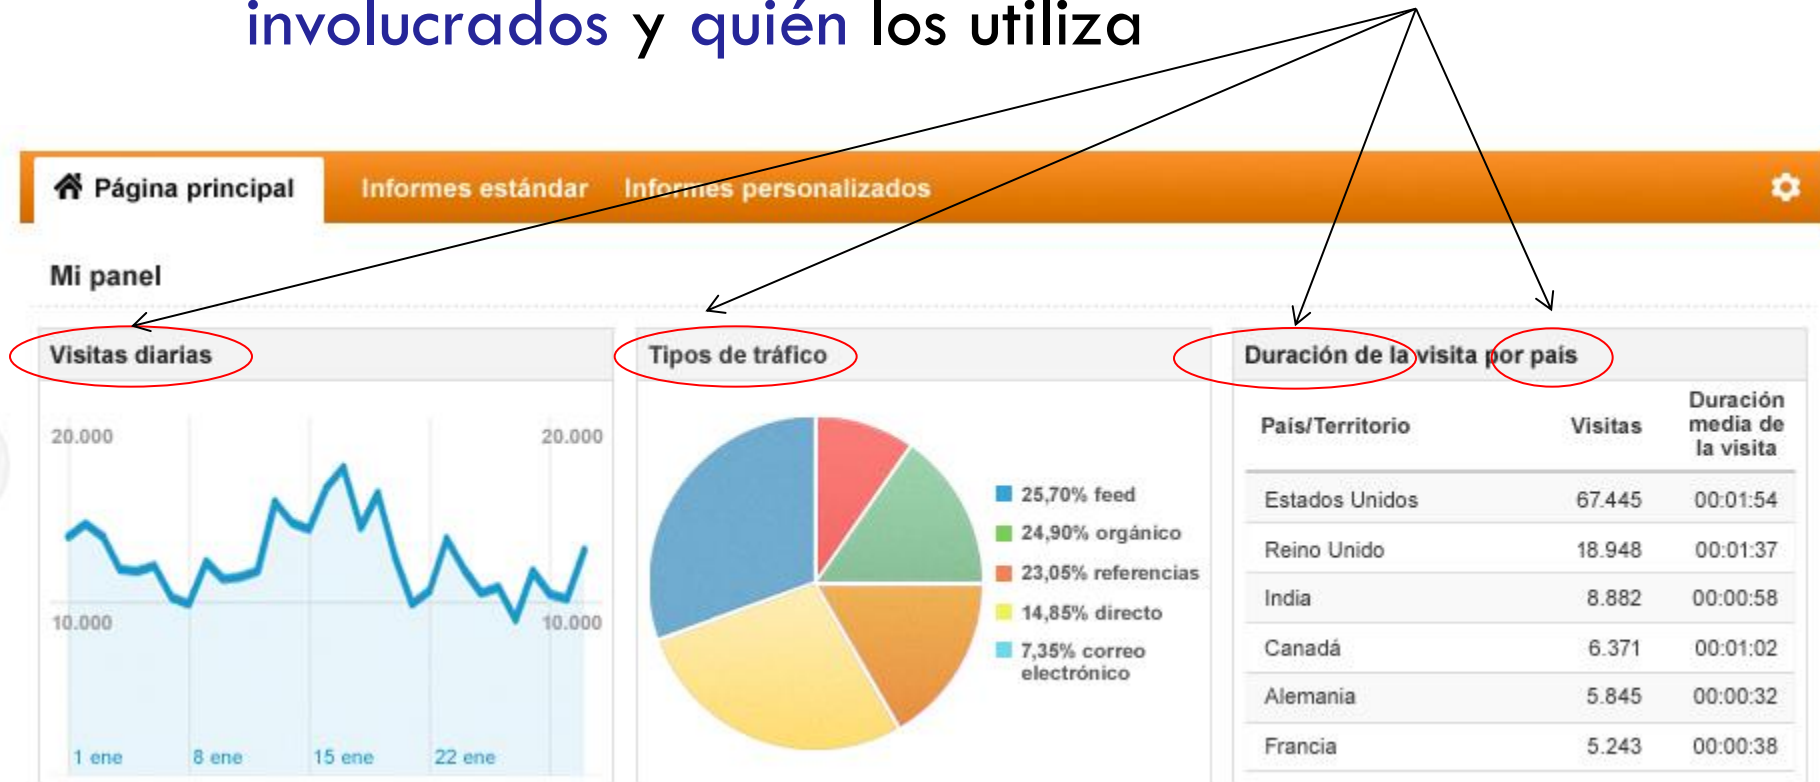 involucrados y quién los utiliza
Página principal
Informes estándar
Informes personalizados
Mi panel
Visitas diarias
20.000
20.000
10.000
10.000
1 ene
8 ene
15 ene
22 ene
Tipos de tráfico
25,70% feed
24,90% orgánico
23,05% referencias
14,85% directo
7,35% correo
electrónico
Duración de la visita por país
País/Territorio
Visitas
Duración
media de
la visita
Estados Unidos 67.445 00:01:54
Reino Unido 18.948 00:01:37
India 8.882 00:00:58
Canadá 6.371 00:01:02
Alemania 5.845 00:00:32
Francia 5.243 00:00:38